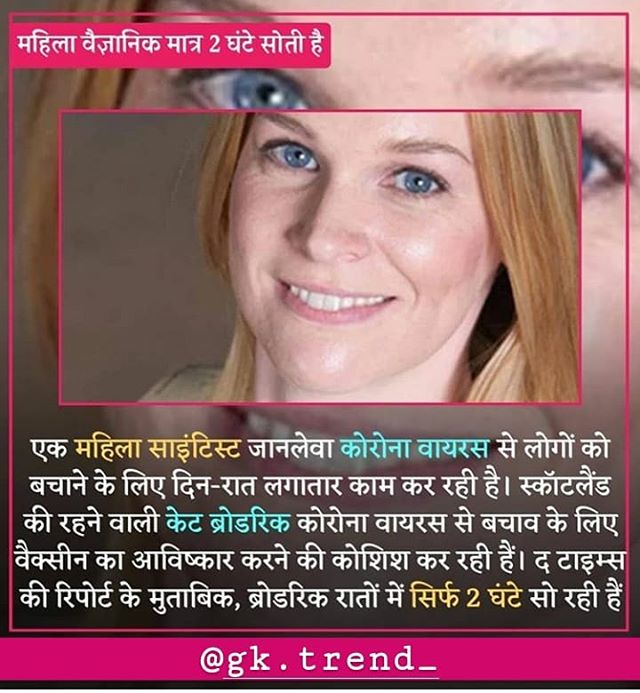 महिला वैज्ञानिक मात्र 2 घंटे सोती है
एक महिला साइंटिस्ट जानलेवा कोरोना वायरस से लोगों को
बचाने के लिए दिन-रात लगातार काम कर रही है। स्कॉटलैंड
की रहने वाली केट ब्रोडरिक कोरोना वायरस से बचाव के लिए
वैक्सीन का आविष्कार करने की कोशिश कर रही हैं। द टाइम्स
की रिपोर्ट के मुताबिक, ब्रोडरिक रातों में सिर्फ 2 घंटे सो रही हैं
@gk.trend_